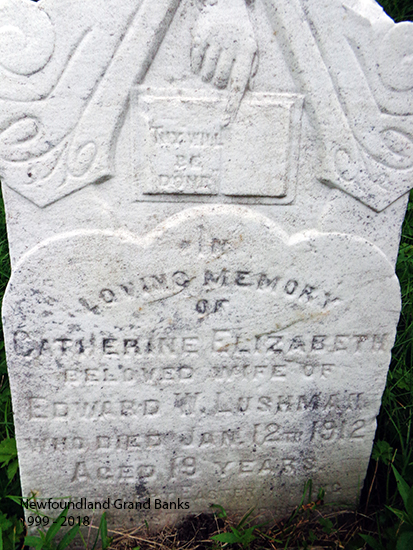 THY WILL
BE
DONE
IN
LOVING MEMORY
OF
CATHERINE ELIZABETH
BELOVED WIFE OF
EDWARD W. LUSHMAN
WHO DIED JAN. 12TH 1912
AGED 19 YEARS
Newfoundland Grand Banks
1999 - 2018